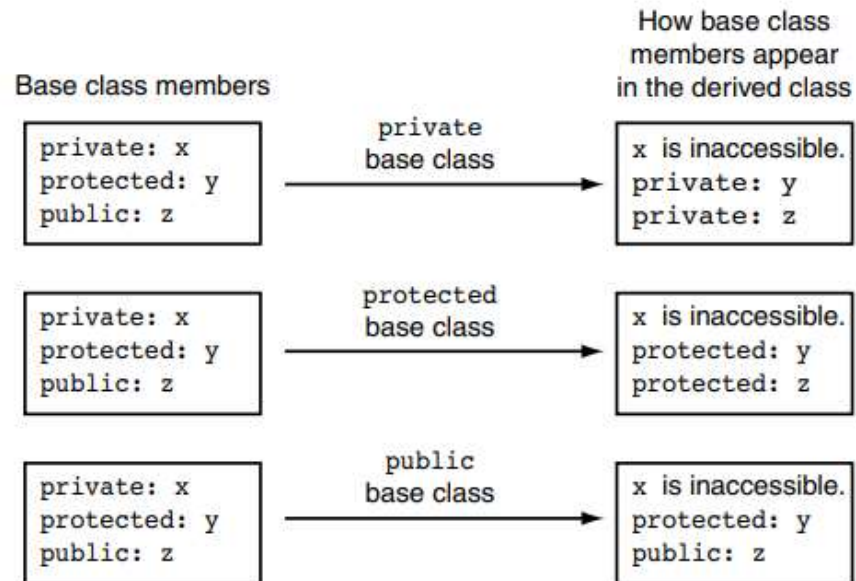 How base class
members appear
in the derived class
Base class members
private: x
protected: y
public: z
private
base class
x is inaccessible.
private: y
private: z
private: x
protected: y
public: z
protected
base class
x is inaccessible.
protected: y
protected: z
private: x
protected: y
public: z
public
base class
x is inaccessible.
protected: y
public: z